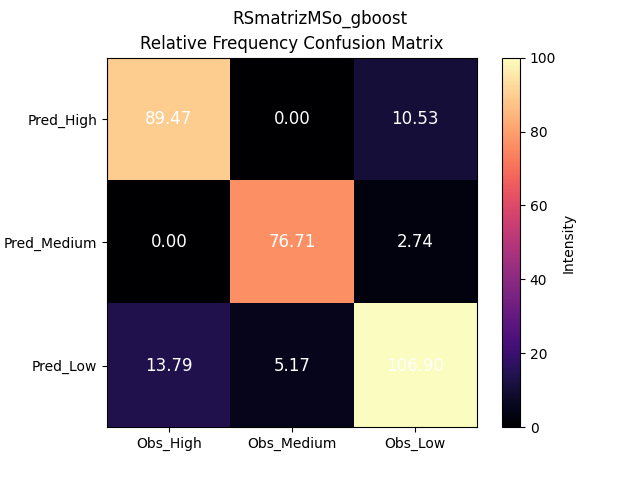 RSmatrizMSo_gboost
Relative Frequency Confusion Matrix
Pred_High
89.47
0.00
10.53
Pred_Medium
0.00
76.71
2.74
Pred_Low
13.79
5.17
106.90
Obs_High
Obs_Medium
Obs_Low
100
80
60
40
20
0
Intensity